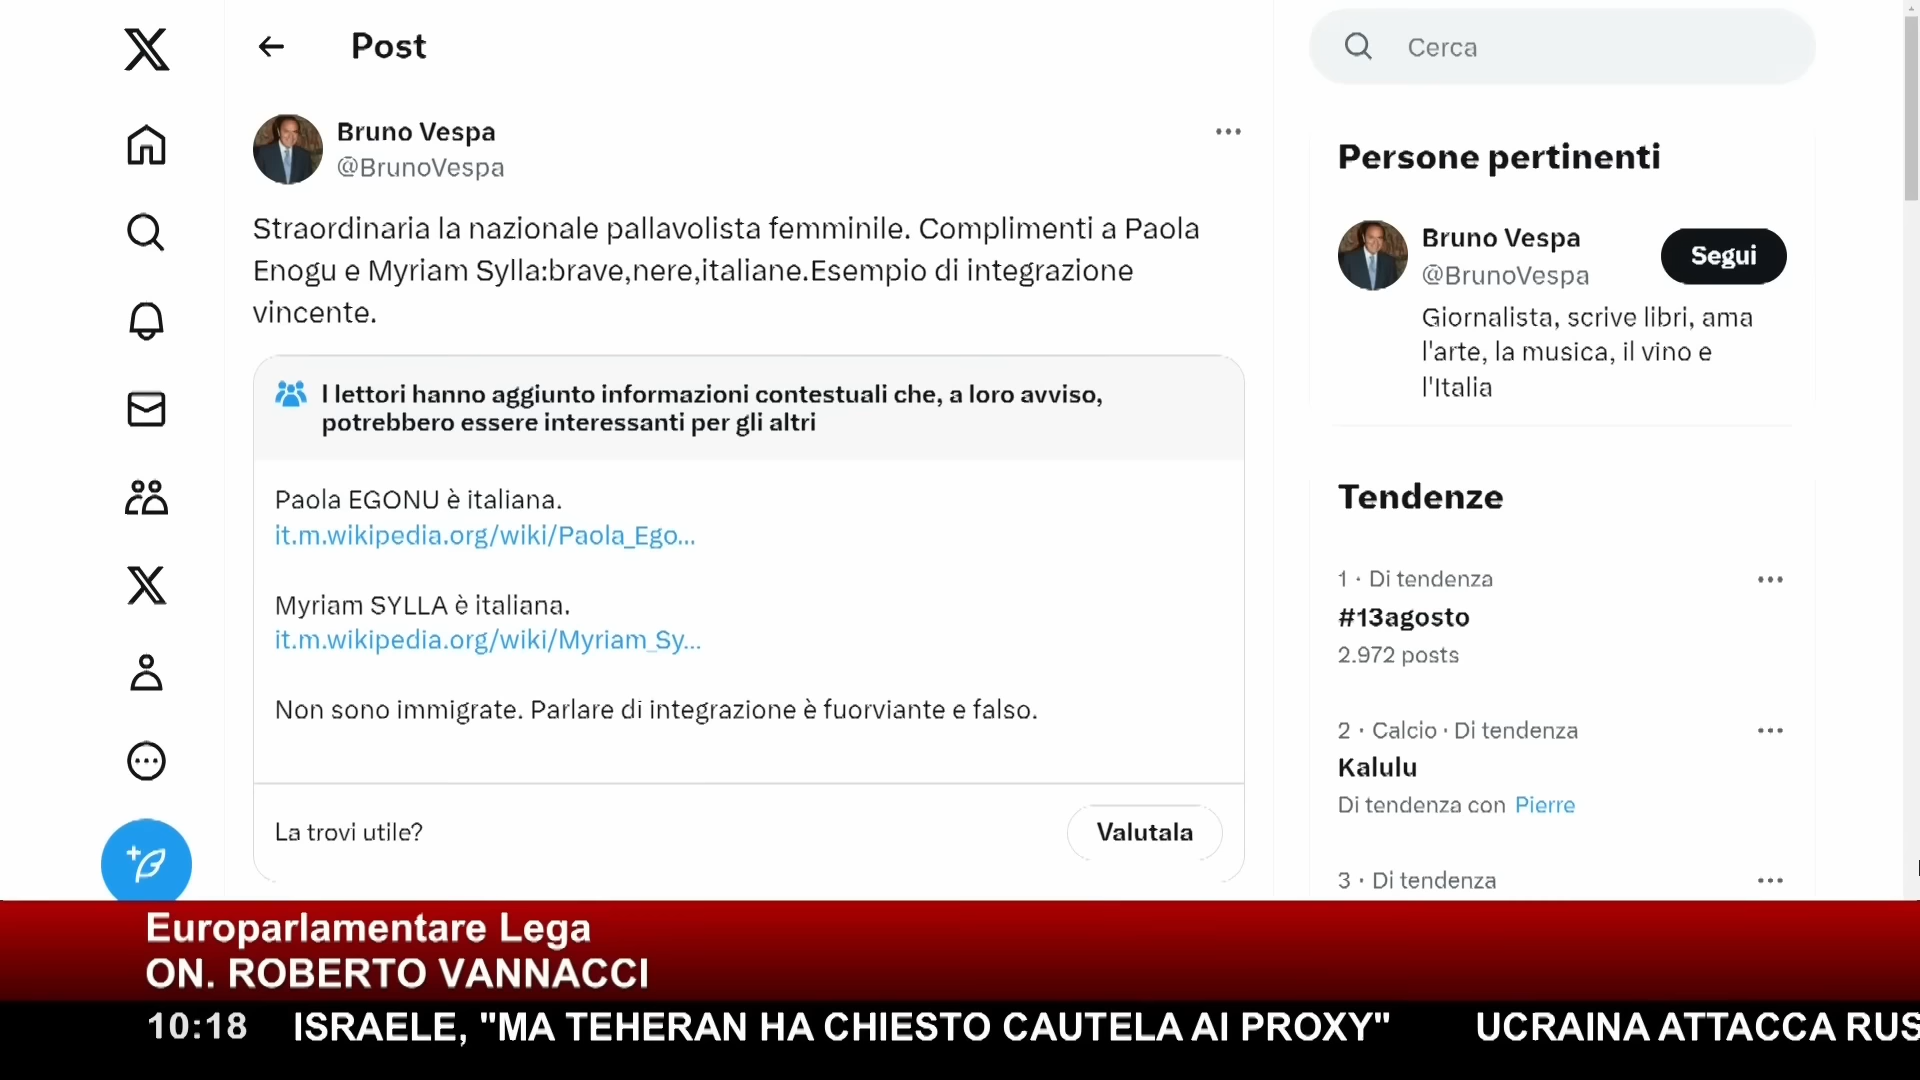 Post
Cerca
Bruno Vespa
@BrunoVespa
Straordinaria la nazionale pallavolista femminile. Complimenti a Paola
Enogu e Myriam Sylla:brave,nere,italiane.Esempio di integrazione
vincente.
I lettori hanno aggiunto informazioni contestuali che, a loro avviso,
potrebbero essere interessanti per gli altri
Paola EGONU è italiana.
it.m.wikipedia.org/wiki/Paola_Ego...
Myriam SYLLA è italiana.
it.m.wikipedia.org/wiki/Myriam_Sy...
Non sono immigrate. Parlare di integrazione è fuorviante e falso.
La trovi utile?
Valutala
Persone pertinenti
Bruno Vespa
@BrunoVespa
Segui
Giornalista, scrive libri, ama
l'arte, la musica, il vino e
l'Italia
Tendenze
1 · Di tendenza
#13agosto
2.972 posts
2 · Calcio · Di tendenza
Kalulu
Di tendenza con Pierre
3 · Di tendenza
Europarlamentare Lega
ON. ROBERTO VANNACCI
10:18 ISRAELE, "MA TEHERAN HA CHIESTO CAUTELA AI PROXY" UCRAINA ATTACCA RUS